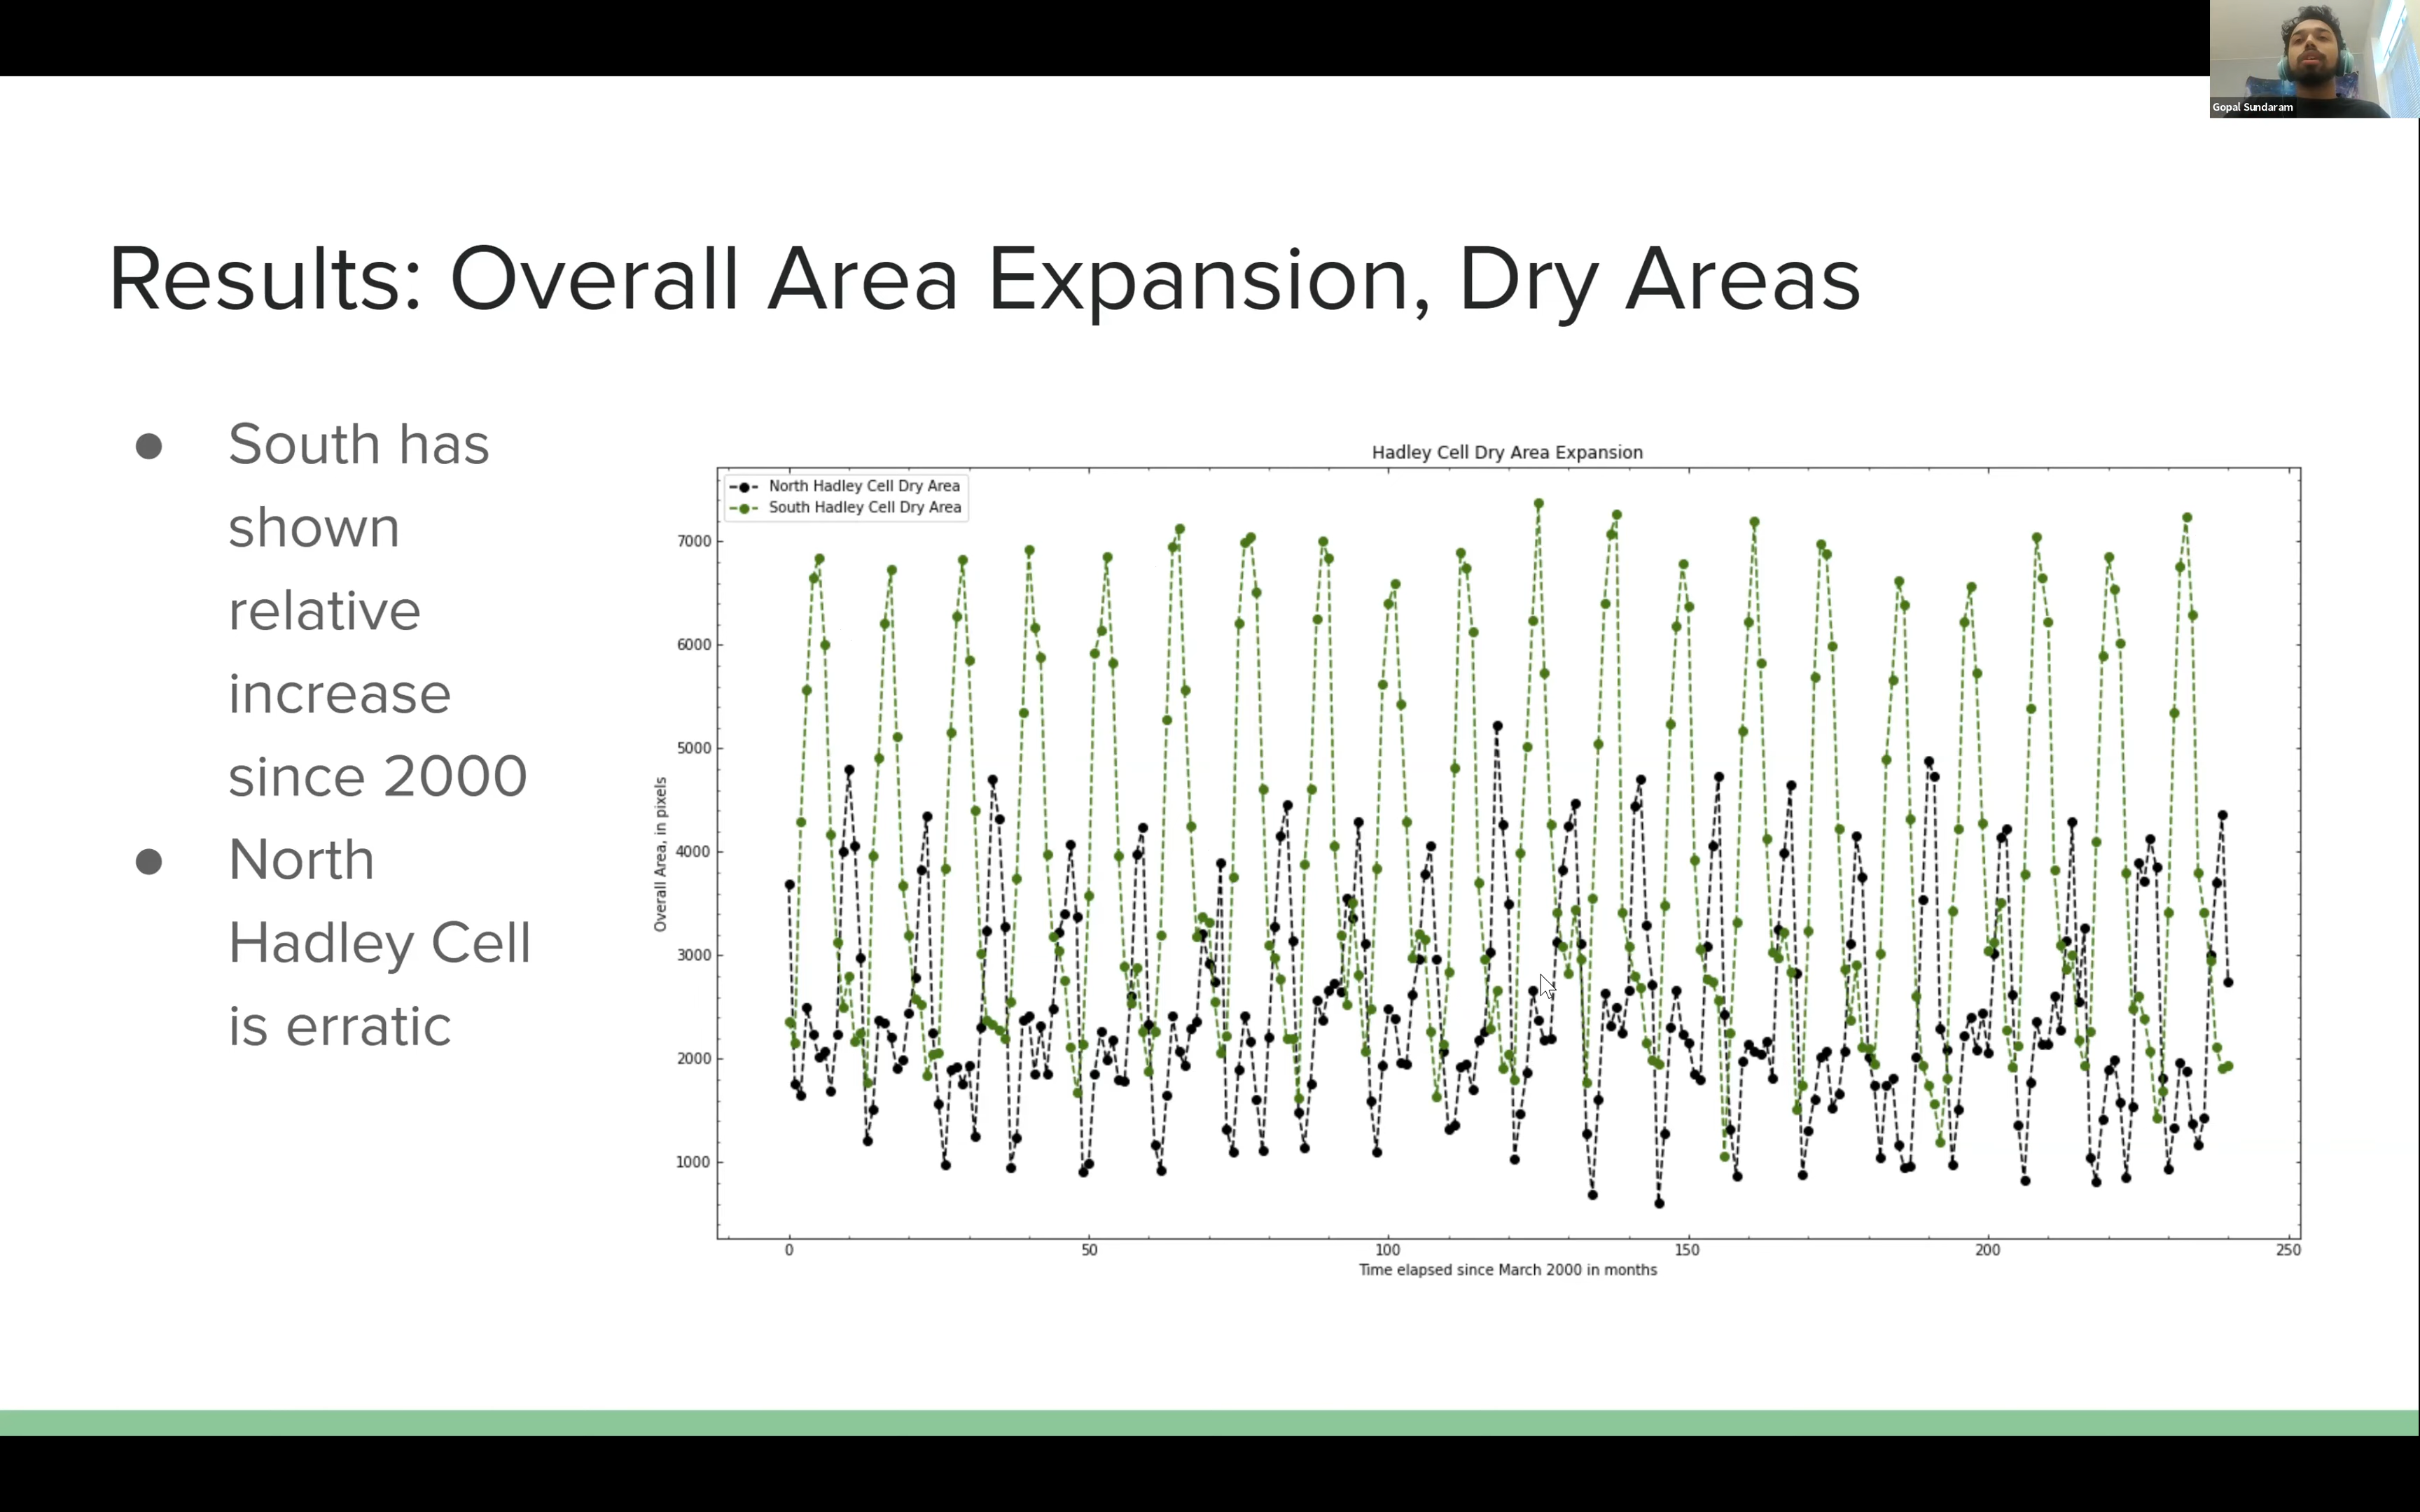 Gopal Sundaram
Results: Overall Area Expansion, Dry Areas
● South has
shown
relative
increase
since 2000
● North
Hadley Cell
is erratic
Hadley Cell Dry Area Expansion
North Hadley Cell Dry Area
South Hadley Cell Dry Area
Overall Area, in pixels
7000
6000
5000
4000
3000
2000
1000
0 50 100 150 200 250
Time elapsed since March 2000 in months